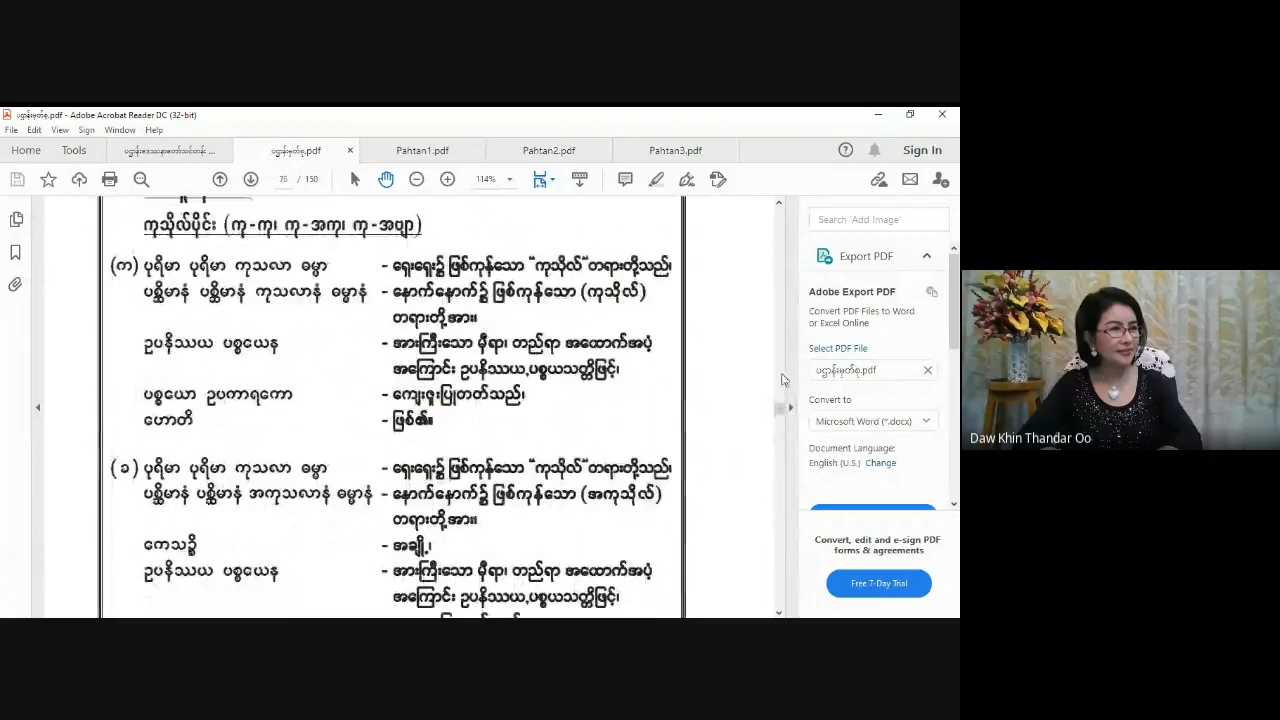 ပဋ္ဌာန်းမှတ်စု.pdf - Adobe Acrobat Reader DC (32-bit)
File Edit View Sign Window Help
Home Tools ပဋ္ဌာန်းဒေသနာတော်သင်တန်း ... ပဋ္ဌာန်းမှတ်စု.pdf Pahtan1.pdf Pahtan2.pdf Pahtan3.pdf Sign In
76 / 150 114%
ကုသိုလ်ပိုင်း (ကု-ကု၊ ကု-အကု၊ ကု-အဗျာ)
(က) ပုရိမာ ပုရိမာ ကုသလာ ဓမ္မာ - ရှေးရှေး၌ ဖြစ်ကုန်သော "ကုသိုလ်"တရားတို့သည်၊
ပစ္ဆိမာနံ ပစ္ဆိမာနံ ကုသလာနံ ဓမ္မာနံ - နောက်နောက်၌ ဖြစ်ကုန်သော (ကုသိုလ်)
တရားတို့အား။
ဥပနိဿယ ပစ္စယေန - အားကြီးသော မှီရာ၊ တည်ရာ အထောက်အပံ့
အကြောင်း ဥပနိဿယ,ပစ္စယသတ္တိဖြင့်၊
ပစ္စယော ဥပကာရကော - ကျေးဇူးပြုတတ်သည်၊
ဟောတိ - ဖြစ်၏။
(ခ) ပုရိမာ ပုရိမာ ကုသလာ ဓမ္မာ - ရှေးရှေး၌ ဖြစ်ကုန်သော "ကုသိုလ်"တရားတို့သည်၊
ပစ္ဆိမာနံ ပစ္ဆိမာနံ အကုသလာနံ ဓမ္မာနံ - နောက်နောက်၌ ဖြစ်ကုန်သော (အကုသိုလ်)
တရားတို့အား။
ကေသဉ္စိ - အချို့၊
ဥပနိဿယ ပစ္စယေန - အားကြီးသော မှီရာ၊ တည်ရာ အထောက်အပံ့
အကြောင်း ဥပနိဿယ,ပစ္စယသတ္တိဖြင့်၊
Search 'Add Image'
Export PDF
Adobe Export PDF
Convert PDF Files to Word
or Excel Online
Select PDF File
ပဋ္ဌာန်းမှတ်စု.pdf
Convert to
Microsoft Word (*.docx)
Document Language:
English (U.S.) Change
Convert, edit and e-sign PDF
forms & agreements
Free 7-Day Trial
Daw Khin Thandar Oo